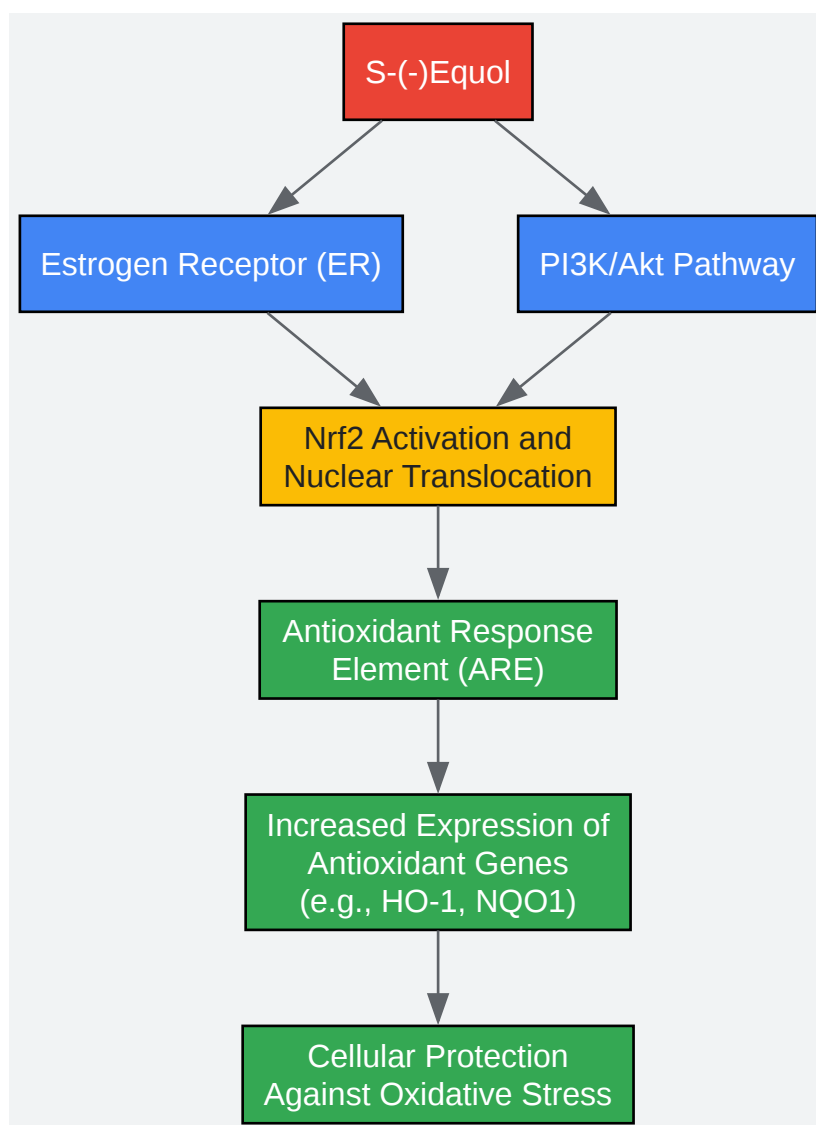 S-(-)Equol
Estrogen Receptor (ER)
PI3K/Akt Pathway
Nrf2 Activation and
Nuclear Translocation
Antioxidant Response
Element (ARE)
Increased Expression of
Antioxidant Genes
(e.g., HO-1, NQO1)
Cellular Protection
Against Oxidative Stress